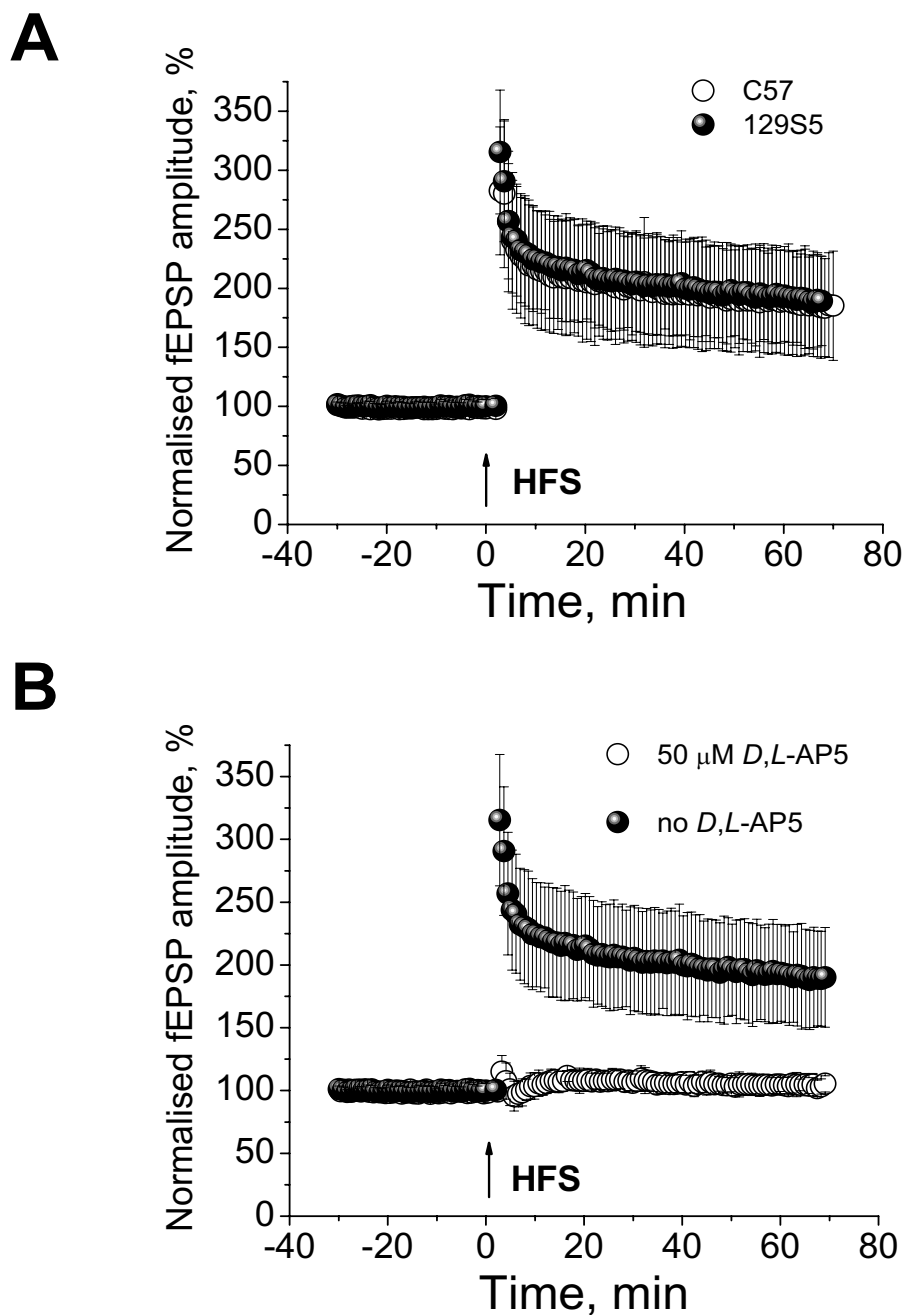 A
Normalised fEPSP amplitude, %
350
300
250
200
150
100
50
0
C57
129S5
HFS
-40 -20 0 20 40 60 80
Time, min
B
Normalised fEPSP amplitude, %
350
300
250
200
150
100
50
0
50 μM D,L-AP5
no D,L-AP5
HFS
-40 -20 0 20 40 60 80
Time, min